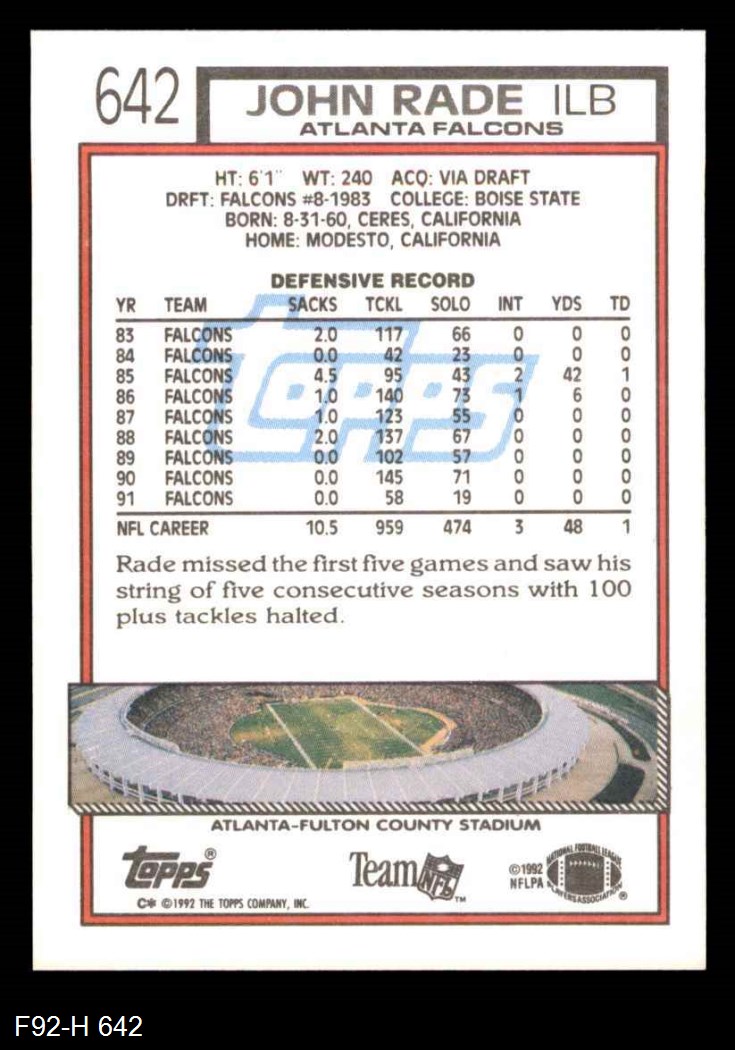 642
JOHN RADE ILB
ATLANTA FALCONS
HT: 6'1" WT: 240 ACQ: VIA DRAFT
DRFT: FALCONS #8-1983 COLLEGE: BOISE STATE
BORN: 8-31-60, CERES, CALIFORNIA
HOME: MODESTO, CALIFORNIA
DEFENSIVE RECORD
YR TEAM SACKS TCKL SOLO INT YDS TD
83 FALCONS 2.0 117 66 0 0 0
84 FALCONS 0.0 42 23 0 0 0
85 FALCONS 4.5 95 43 2 42 1
86 FALCONS 1.0 140 73 1 6 0
87 FALCONS 1.0 123 55 0 0 0
88 FALCONS 2.0 137 67 0 0 0
89 FALCONS 0.0 102 57 0 0 0
90 FALCONS 0.0 145 71 0 0 0
91 FALCONS 0.0 58 19 0 0 0
NFL CAREER 10.5 959 474 3 48 1
Topps
Rade missed the first five games and saw his
string of five consecutive seasons with 100
plus tackles halted.
ATLANTA-FULTON COUNTY STADIUM
Topps®
C* ©1992 THE TOPPS COMPANY, INC.
Team NFL™
©1992
NFLPA
NATIONAL FOOTBALL LEAGUE
PLAYERS ASSOCIATION®
F92-H 642